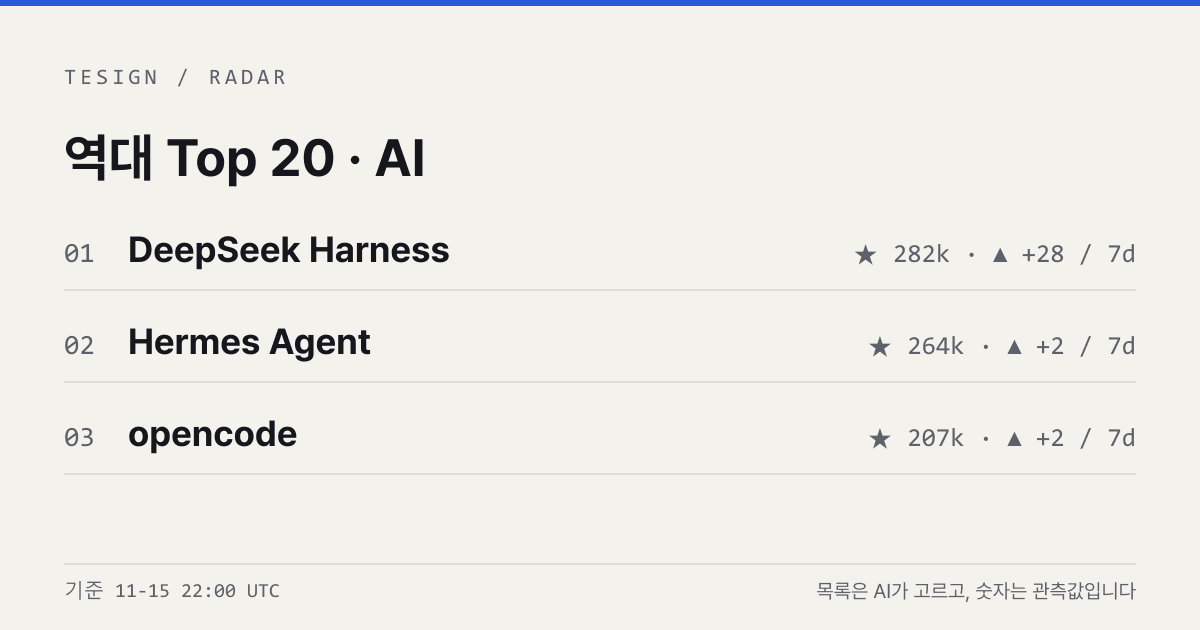 TESIGN / RADAR
역대 Top 20 · AI
01 DeepSeek Harness ★ 282k · ▲ +28 / 7d
02 Hermes Agent ★ 264k · ▲ +2 / 7d
03 opencode ★ 207k · ▲ +2 / 7d
기준 11-15 22:00 UTC 목록은 AI가 고르고, 숫자는 관측값입니다